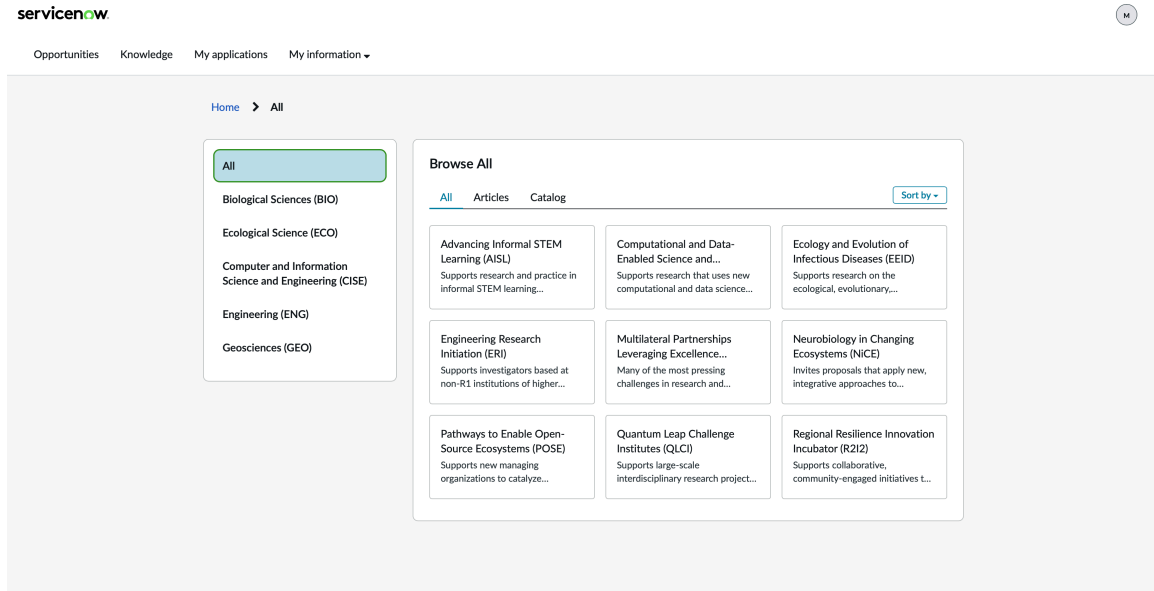 servicenow
M
Opportunities Knowledge My applications My information
Home All
All
Biological Sciences (BIO)
Ecological Science (ECO)
Computer and Information
Science and Engineering (CISE)
Engineering (ENG)
Geosciences (GEO)
Browse All
All Articles Catalog Sort by
Advancing Informal STEM
Learning (AISL)
Supports research and practice in
informal STEM learning...
Computational and Data-
Enabled Science and...
Supports research that uses new
computational and data science...
Ecology and Evolution of
Infectious Diseases (EEID)
Supports research on the
ecological, evolutionary,...
Engineering Research
Initiation (ERI)
Supports investigators based at
non-R1 institutions of higher...
Multilateral Partnerships
Leveraging Excellence...
Many of the most pressing
challenges in research and...
Neurobiology in Changing
Ecosystems (NiCE)
Invites proposals that apply new,
integrative approaches to...
Pathways to Enable Open-
Source Ecosystems (POSE)
Supports new managing
organizations to catalyze...
Quantum Leap Challenge
Institutes (QLCI)
Supports large-scale
interdisciplinary research project...
Regional Resilience Innovation
Incubator (R2I2)
Supports collaborative,
community-engaged initiatives t...